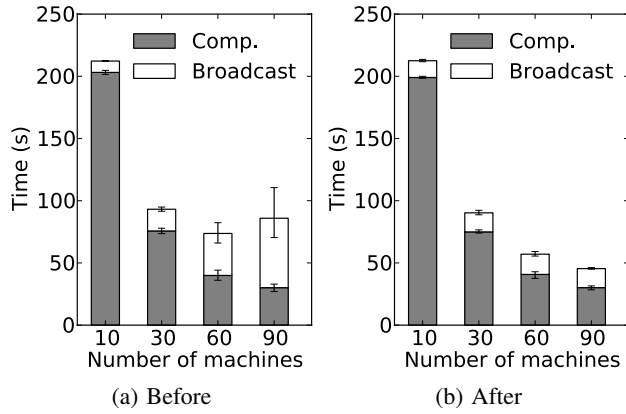 250
200
150
100
50
0
Time (s)
Comp.
Broadcast
10 30 60 90
Number of machines
(a) Before
250
200
150
100
50
0
Time (s)
Comp.
Broadcast
10 30 60 90
Number of machines
(b) After